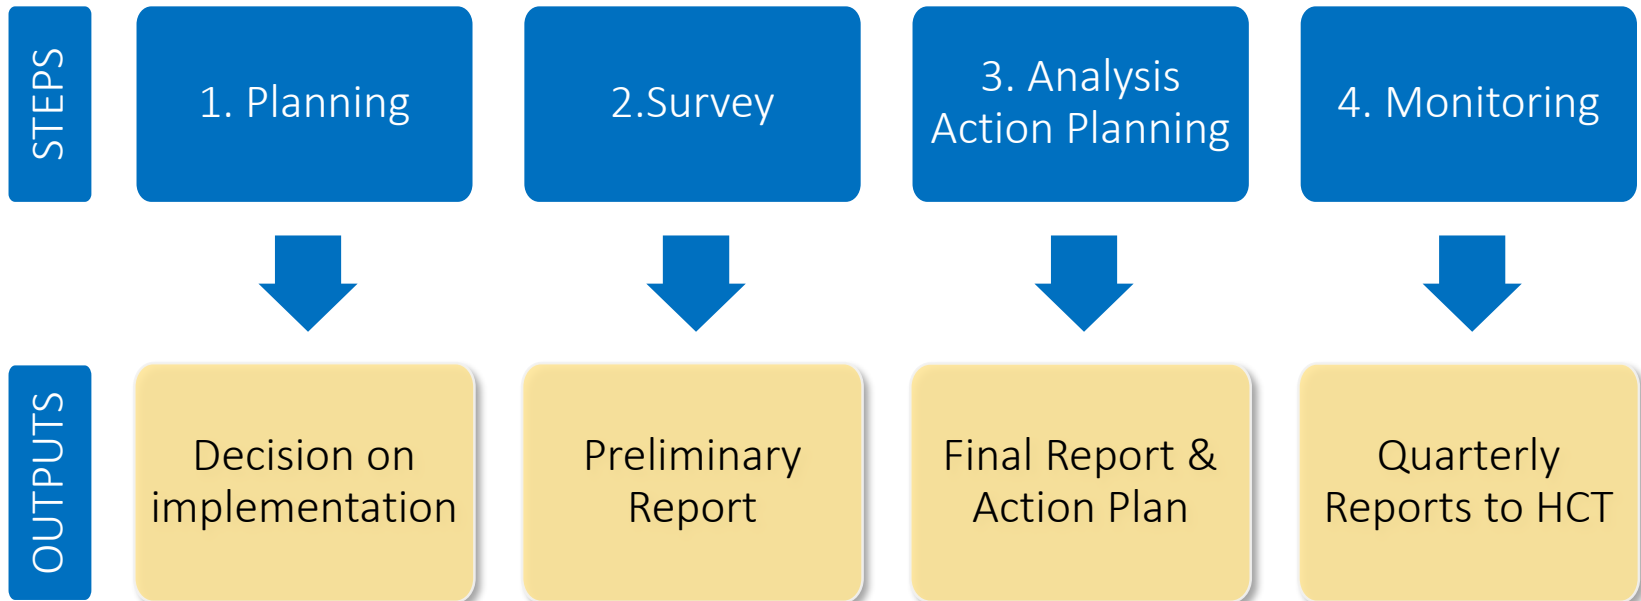 STEPS
1. Planning
2.Survey
3. Analysis
Action Planning
4. Monitoring
OUTPUTS
Decision on
implementation
Preliminary
Report
Final Report &
Action Plan
Quarterly
Reports to HCT